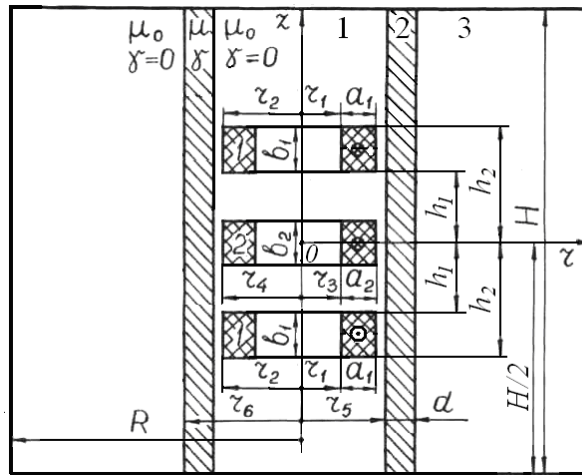 μ₀ μ μ₀ z 1 2 3
γ=0 γ γ=0
r₂ r₁ a₁
1 b₁
h₁ h₂ H
2 b₂ 0 r
r₄ r₃ a₂
h₁ h₂
1 b₁
r₂ r₁ a₁ H/2
R r₆ r₅ d